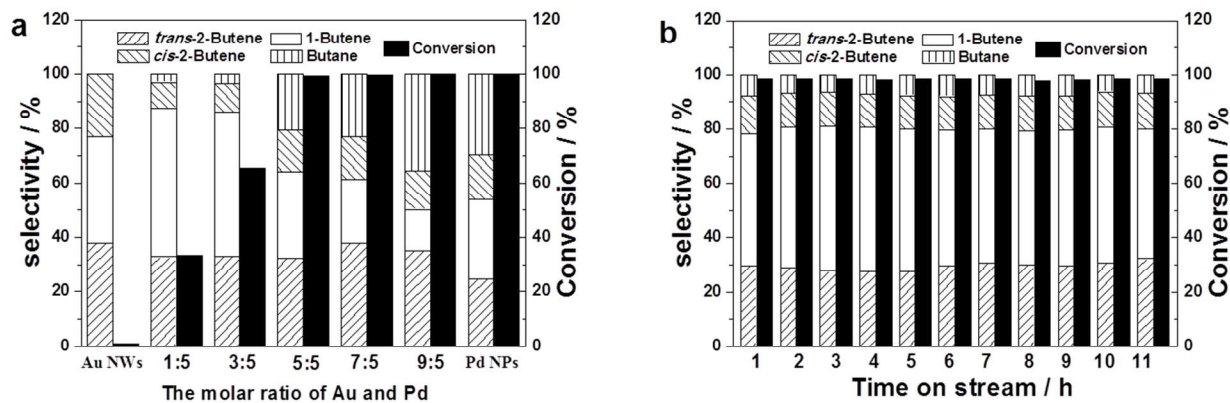 a
selectivity / %
120
100
80
60
40
20
0
trans-2-Butene
1-Butene
cis-2-Butene
Butane
Conversion
120
100
80
60
40
20
0
Conversion / %
Au NWs 1:5 3:5 5:5 7:5 9:5 Pd NPs
The molar ratio of Au and Pd
b
selectivity / %
120
100
80
60
40
20
0
trans-2-Butene
1-Butene
cis-2-Butene
Butane
Conversion
120
100
80
60
40
20
0
Conversion / %
1 2 3 4 5 6 7 8 9 10 11
Time on stream / h